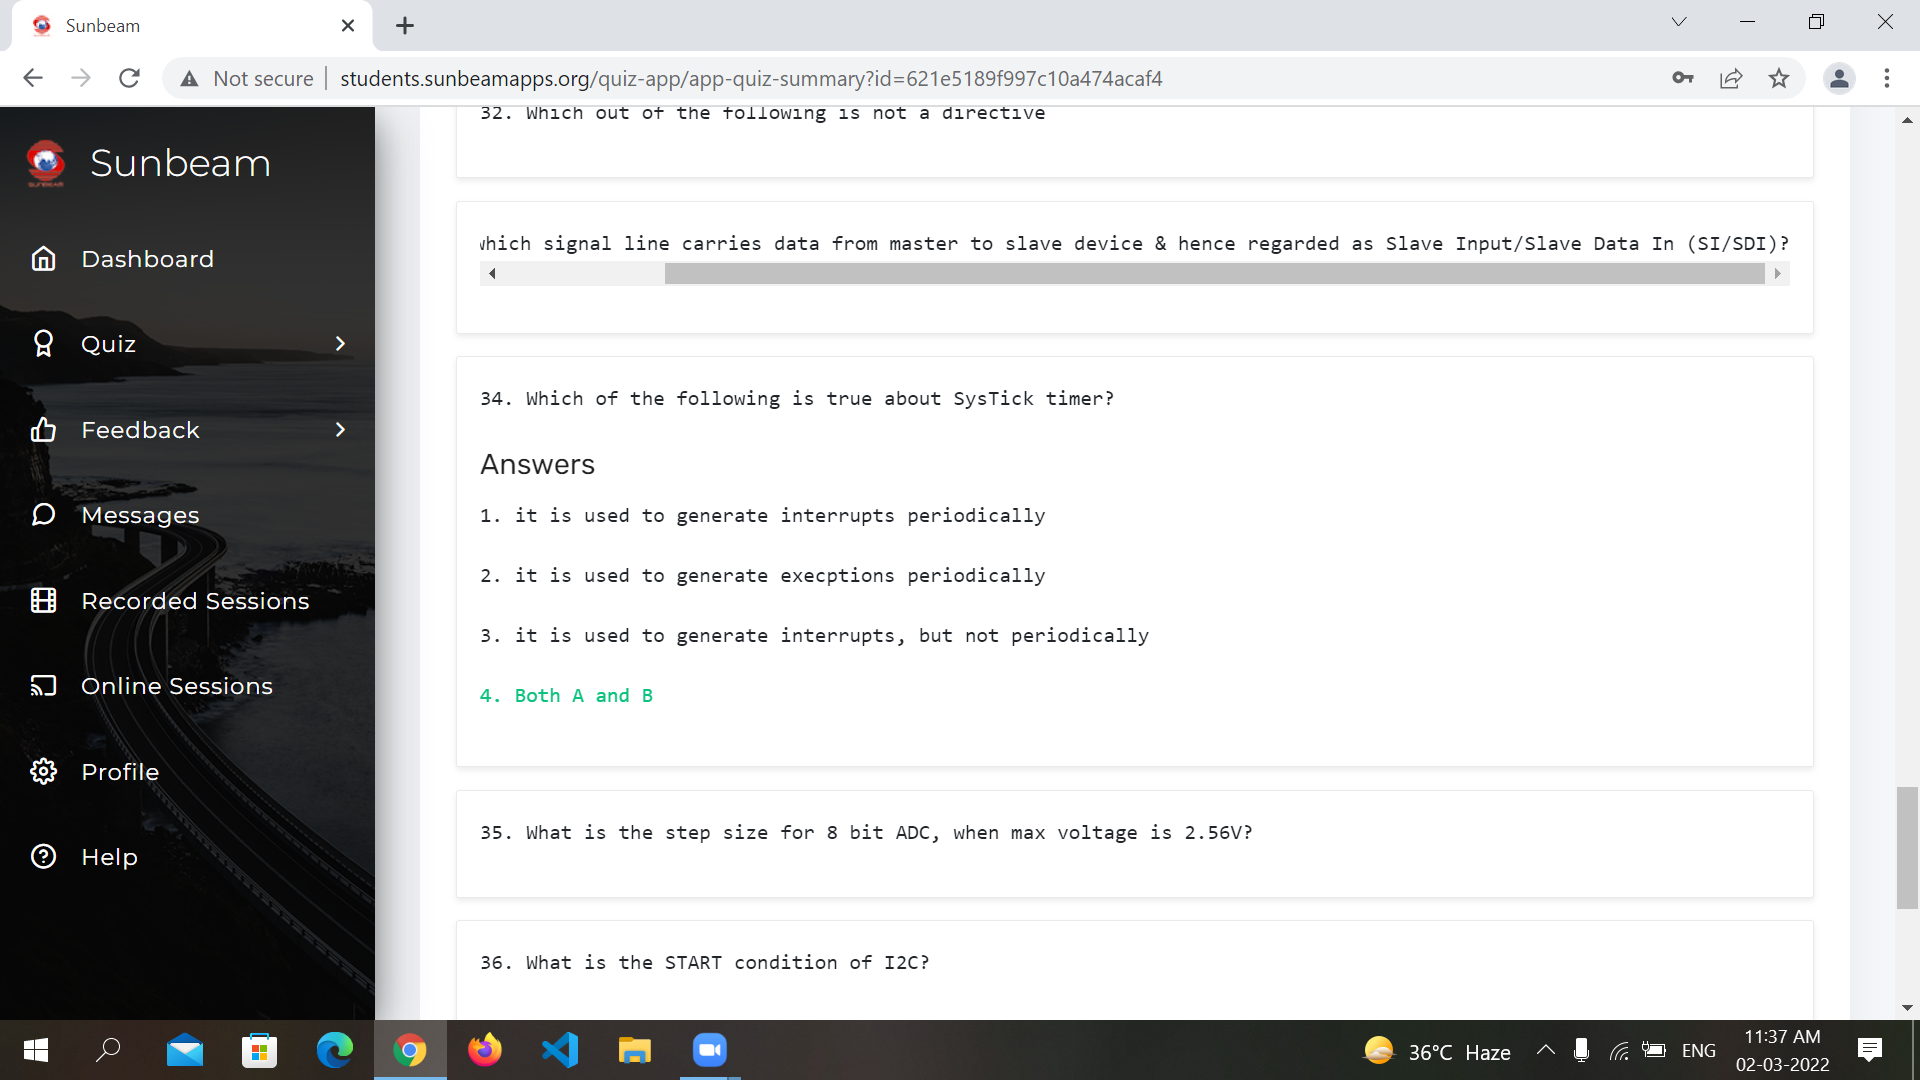 Sunbeam
Not secure
students.sunbeamapps.org/quiz-app/app-quiz-summary?id=621e5189f997c10a474acaf4
Sunbeam
Dashboard
Quiz
Feedback
Messages
Recorded Sessions
Online Sessions
Profile
Help
32. Which out of the following is not a directive
which signal line carries data from master to slave device & hence regarded as Slave Input/Slave Data In (SI/SDI)?
34. Which of the following is true about SysTick timer?
Answers
1. it is used to generate interrupts periodically
2. it is used to generate execptions periodically
3. it is used to generate interrupts, but not periodically
4. Both A and B
35. What is the step size for 8 bit ADC, when max voltage is 2.56V?
36. What is the START condition of I2C?
36°C Haze
ENG
11:37 AM
02-03-2022